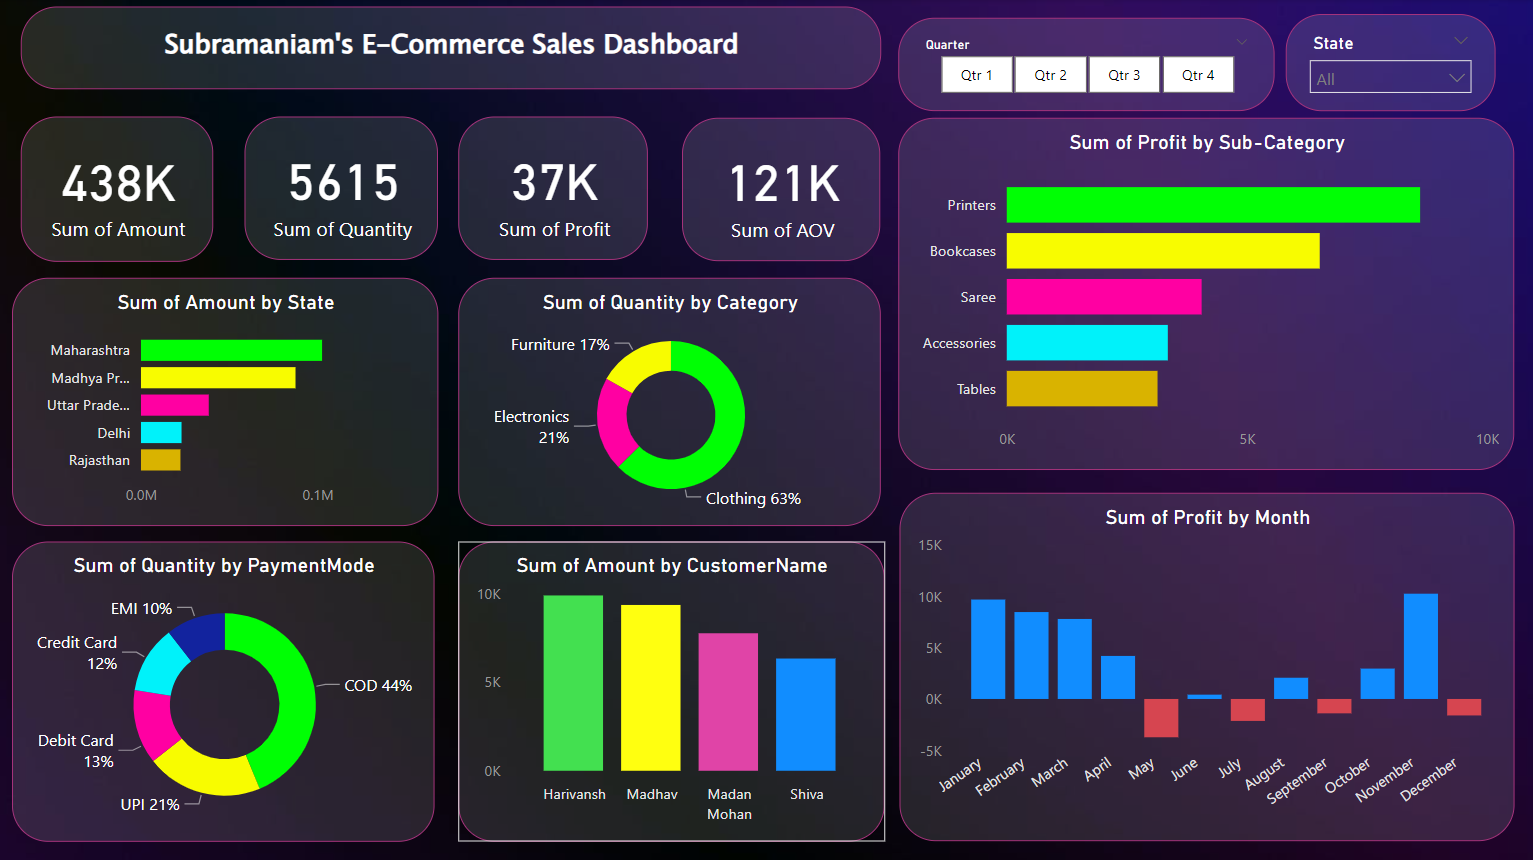 Subramaniam's E-Commerce Sales Dashboard
Quarter
Qtr 1
Qtr 2
Qtr 3
Qtr 4
State
All
438K
Sum of Amount
5615
Sum of Quantity
37K
Sum of Profit
121K
Sum of AOV
Sum of Profit by Sub-Category
Printers
Bookcases
Saree
Accessories
Tables
0K
5K
10K
Sum of Amount by State
Maharashtra
Madhya Pr...
Uttar Prade...
Delhi
Rajasthan
0.0M
0.1M
Sum of Quantity by Category
Furniture 17%
Electronics
21%
Clothing 63%
Sum of Quantity by PaymentMode
EMI 10%
Credit Card
12%
COD 44%
Debit Card
13%
UPI 21%
Sum of Amount by CustomerName
10K
5K
0K
Harivansh
Madhav
Madan
Mohan
Shiva
Sum of Profit by Month
15K
10K
5K
0K
-5K
January
February
March
April
May
June
July
August
September
October
November
December